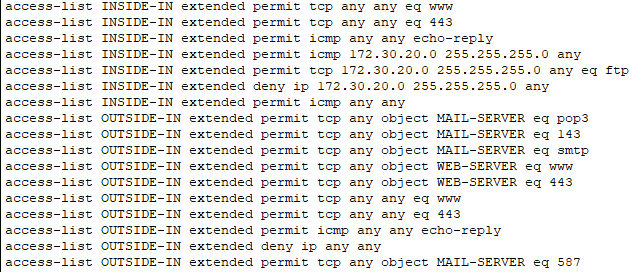 access-list INSIDE-IN extended permit tcp any any eq www
access-list INSIDE-IN extended permit tcp any any eq 443
access-list INSIDE-IN extended permit icmp any any echo-reply
access-list INSIDE-IN extended permit icmp 172.30.20.0 255.255.255.0 any
access-list INSIDE-IN extended permit tcp 172.30.20.0 255.255.255.0 any eq ftp
access-list INSIDE-IN extended deny ip 172.30.20.0 255.255.255.0 any
access-list INSIDE-IN extended permit icmp any any
access-list OUTSIDE-IN extended permit tcp any object MAIL-SERVER eq pop3
access-list OUTSIDE-IN extended permit tcp any object MAIL-SERVER eq 143
access-list OUTSIDE-IN extended permit tcp any object MAIL-SERVER eq smtp
access-list OUTSIDE-IN extended permit tcp any object WEB-SERVER eq www
access-list OUTSIDE-IN extended permit tcp any object WEB-SERVER eq 443
access-list OUTSIDE-IN extended permit tcp any any eq www
access-list OUTSIDE-IN extended permit tcp any any eq 443
access-list OUTSIDE-IN extended permit icmp any any echo-reply
access-list OUTSIDE-IN extended deny ip any any
access-list OUTSIDE-IN extended permit tcp any object MAIL-SERVER eq 587